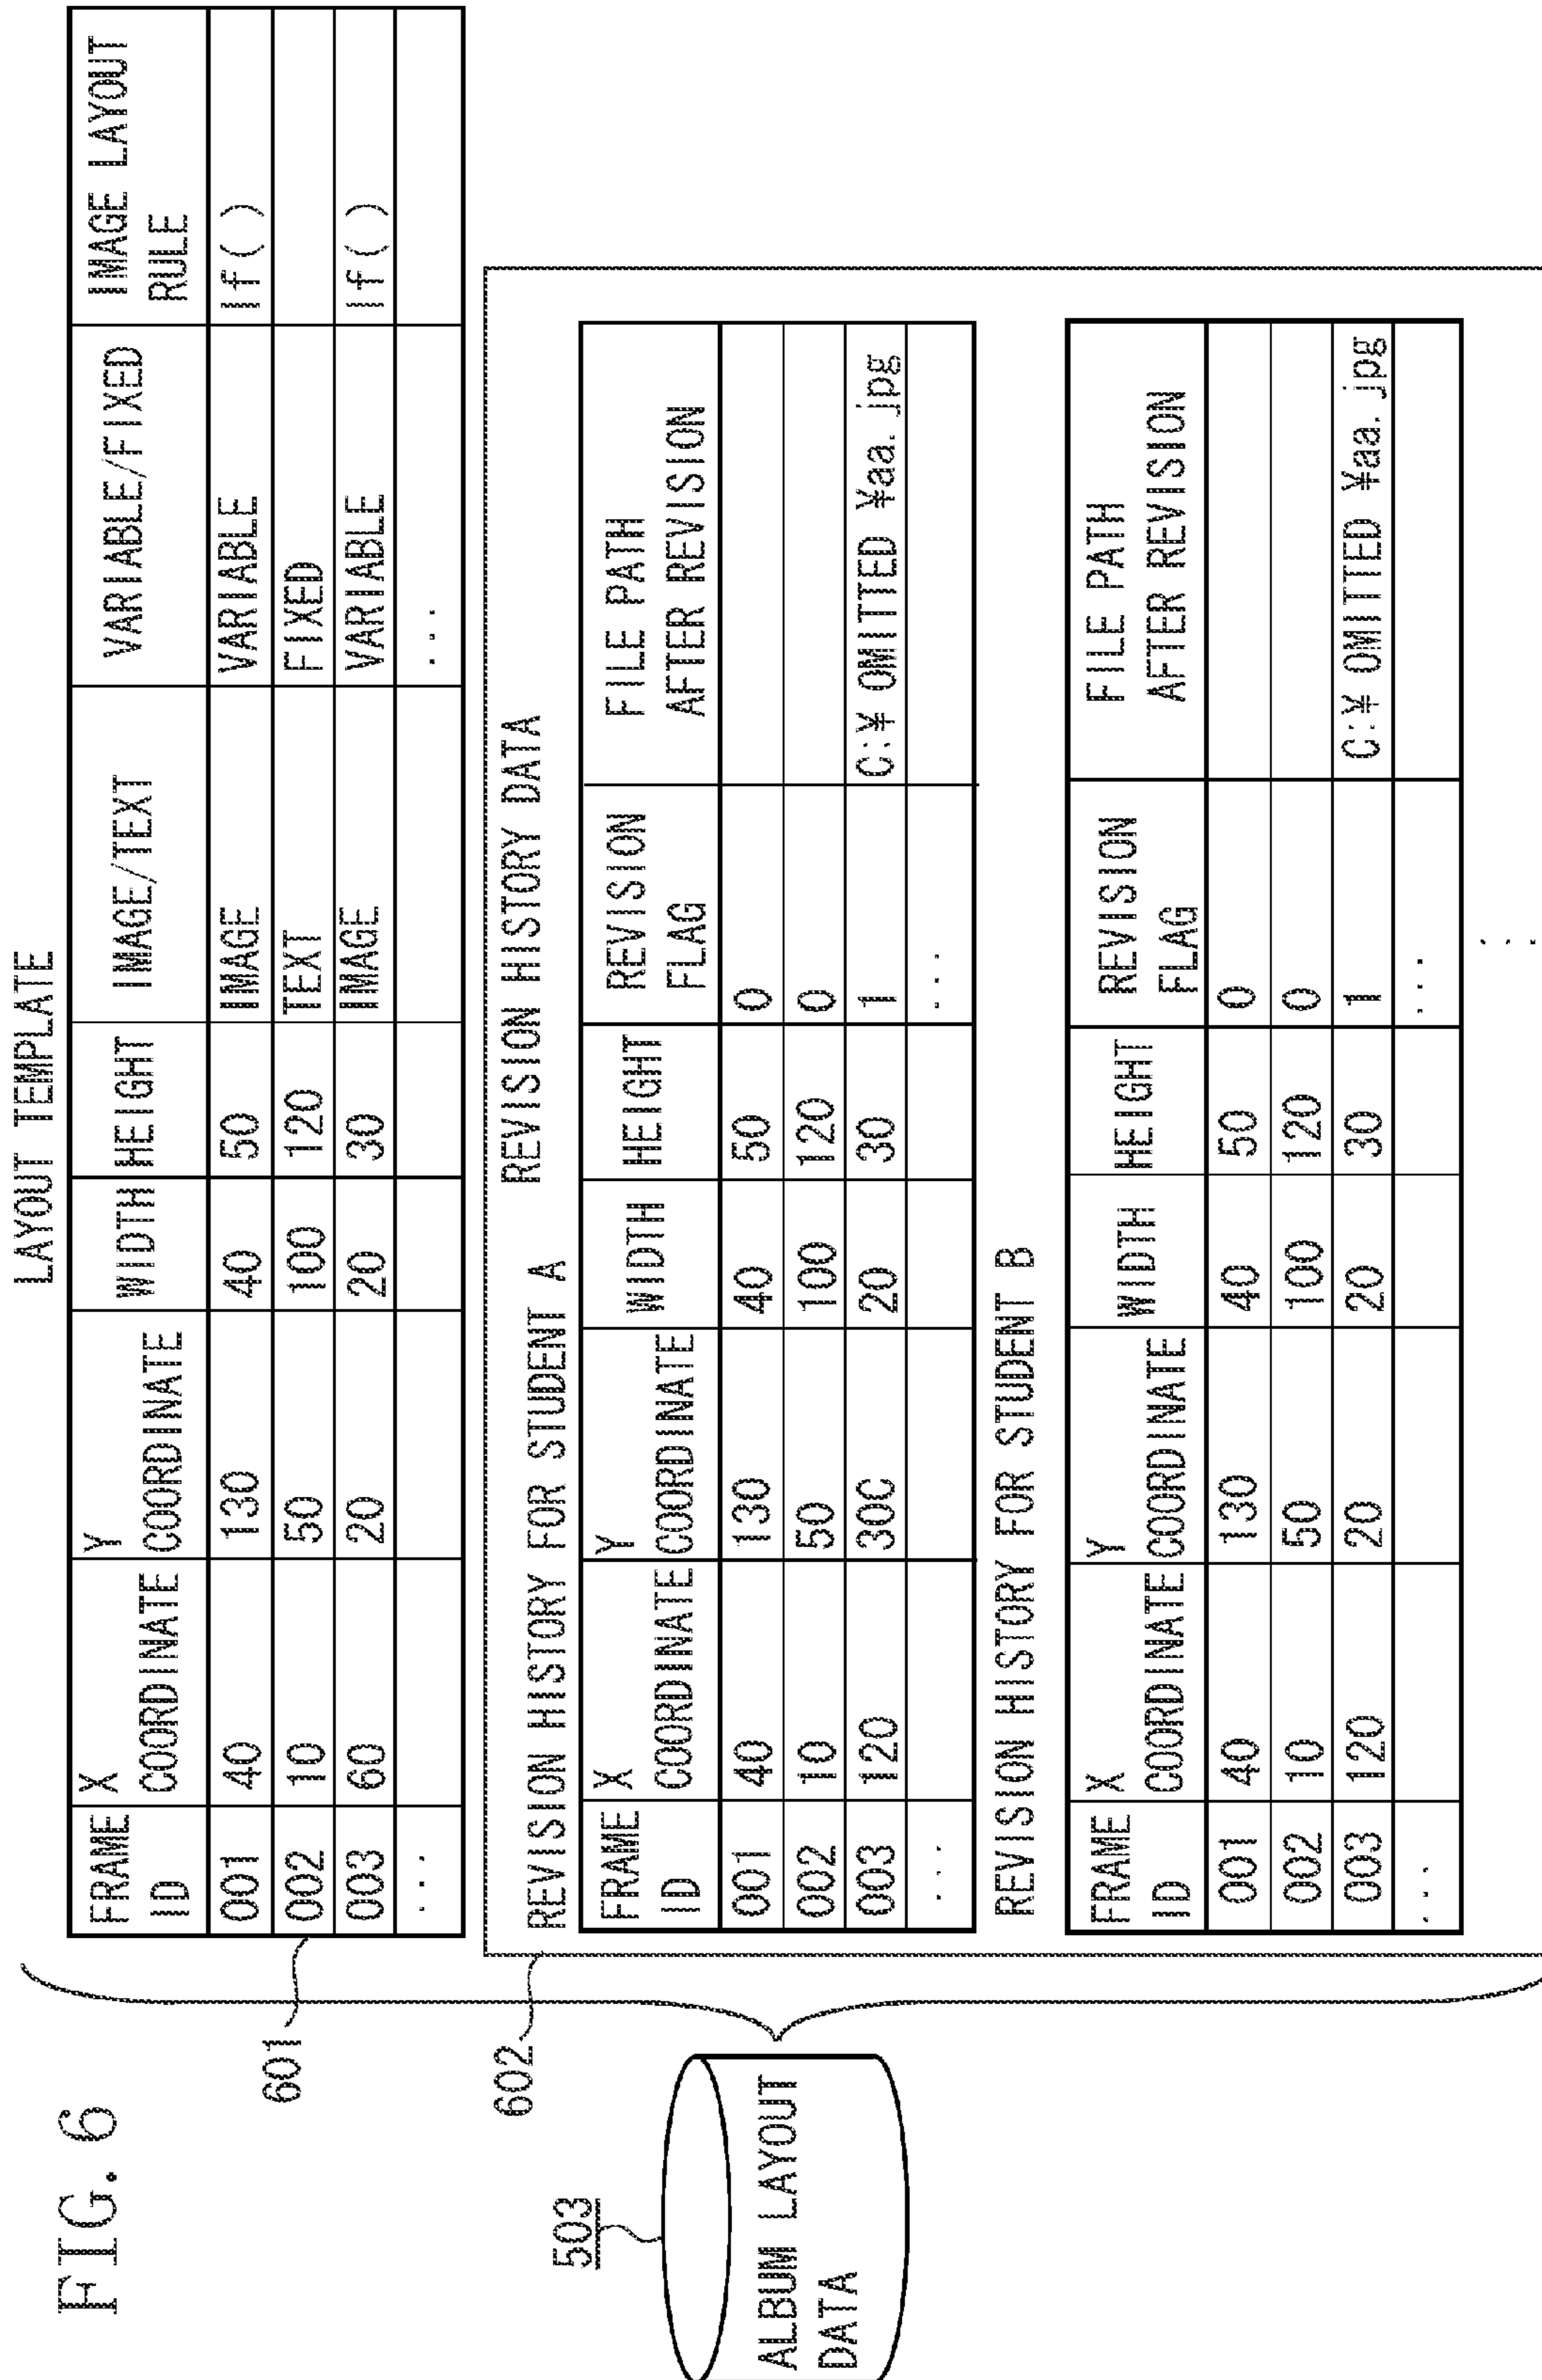 FIG. 6
LAYOUT TEMPLATE
FRAME ID X COORDINATE Y COORDINATE WIDTH HEIGHT IMAGE/TEXT VARIABLE/FIXED IMAGE LAYOUT RULE
001 40 130 40 50 IMAGE VARIABLE if( )
002 10 50 100 120 TEXT FIXED
003 60 20 20 30 IMAGE VARIABLE if( )
... ...
601
602
REVISION HISTORY DATA
REVISION HISTORY FOR STUDENT A
FRAME ID X COORDINATE Y COORDINATE WIDTH HEIGHT REVISION FLAG FILE PATH AFTER REVISION
001 40 130 40 50 0
002 10 50 100 120 0
003 120 300 20 30 1 C:¥ OMITTED ¥aa.jpg
... ...
REVISION HISTORY FOR STUDENT B
FRAME ID X COORDINATE Y COORDINATE WIDTH HEIGHT REVISION FLAG FILE PATH AFTER REVISION
001 40 130 40 50 0
002 10 50 100 120 0
003 120 20 20 30 1 C:¥ OMITTED ¥aa.jpg
... ...
...
503
ALBUM LAYOUT
DATA